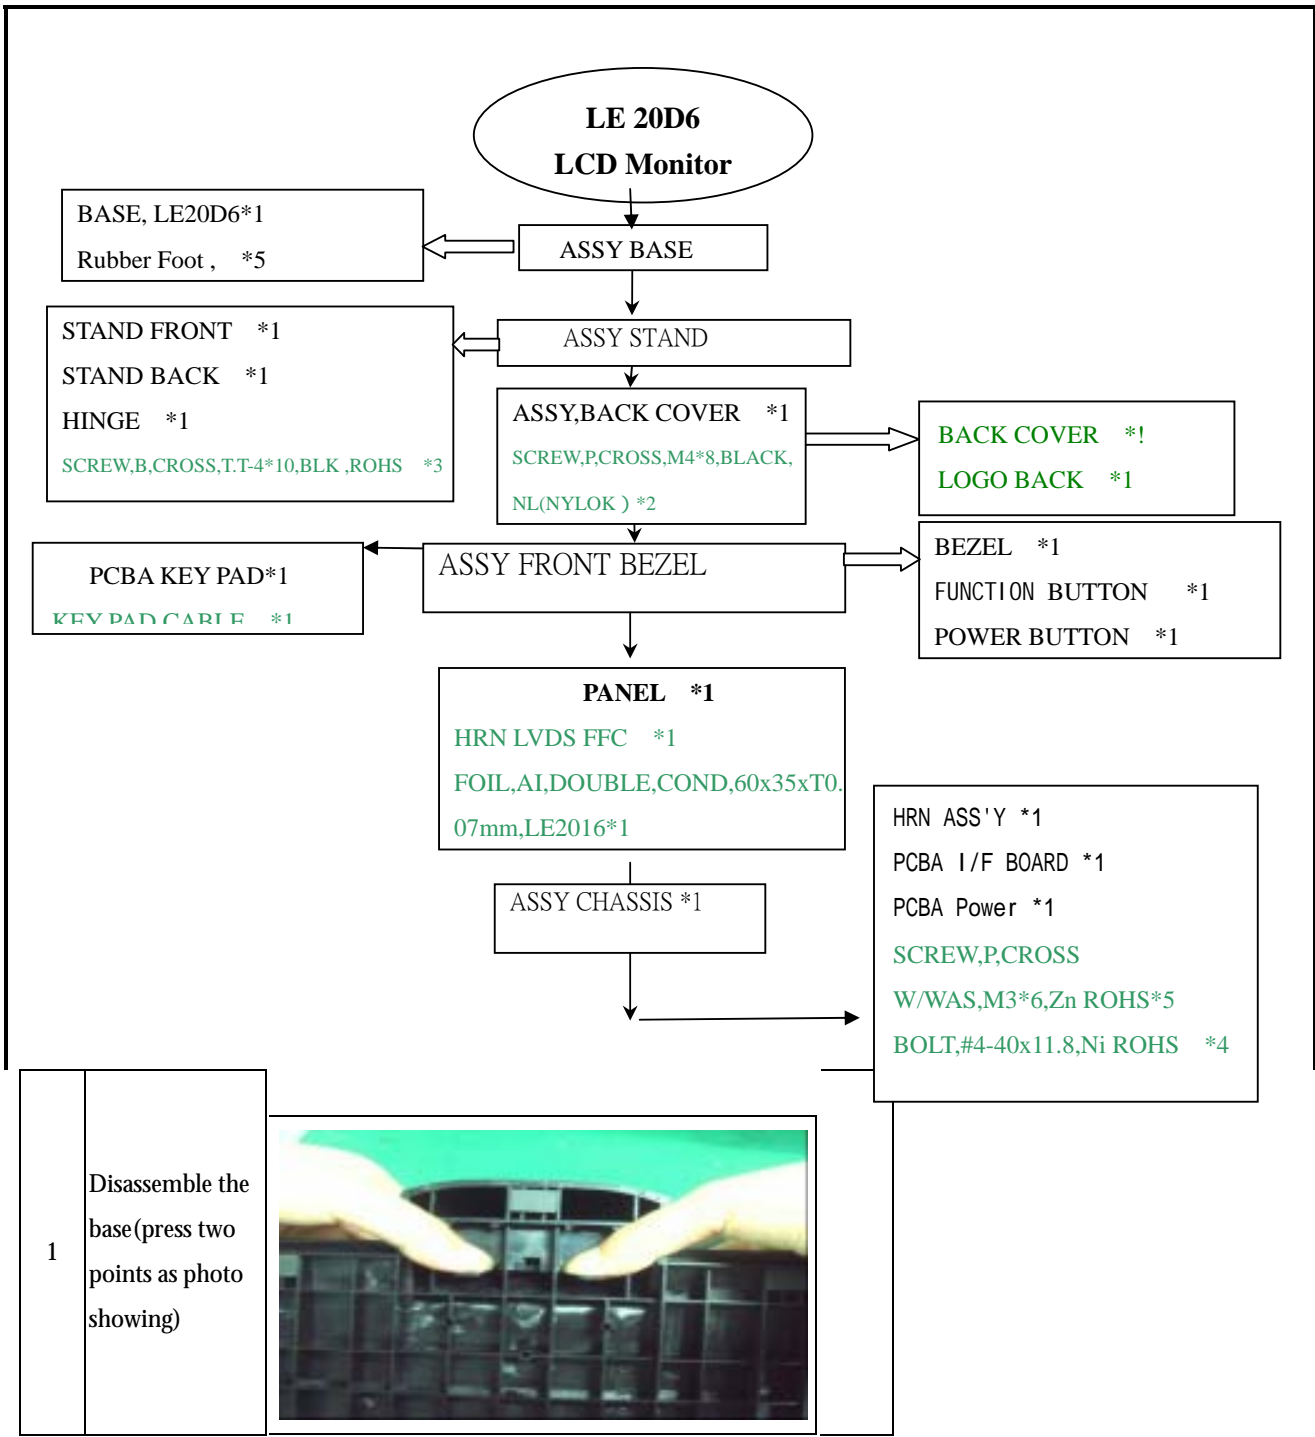 LE 20D6
LCD Monitor
BASE, LE20D6*1
Rubber Foot , *5
ASSY BASE
STAND FRONT *1
STAND BACK *1
HINGE *1
SCREW,B,CROSS,T.T-4*10,BLK ,ROHS *3
ASSY STAND
ASSY,BACK COVER *1
SCREW,P,CROSS,M4*8,BLACK,
NL(NYLOK ) *2
BACK COVER *!
LOGO BACK *1
PCBA KEY PAD*1
KEY PAD CABLE *1
ASSY FRONT BEZEL
BEZEL *1
FUNCTION BUTTON *1
POWER BUTTON *1
PANEL *1
HRN LVDS FFC *1
FOIL,AI,DOUBLE,COND,60x35xT0.
07mm,LE2016*1
ASSY CHASSIS *1
HRN ASS'Y *1
PCBA I/F BOARD *1
PCBA Power *1
SCREW,P,CROSS
W/WAS,M3*6,Zn ROHS*5
BOLT,#4-40x11.8,Ni ROHS *4
1
Disassemble the
base(press two
points as photo
showing)